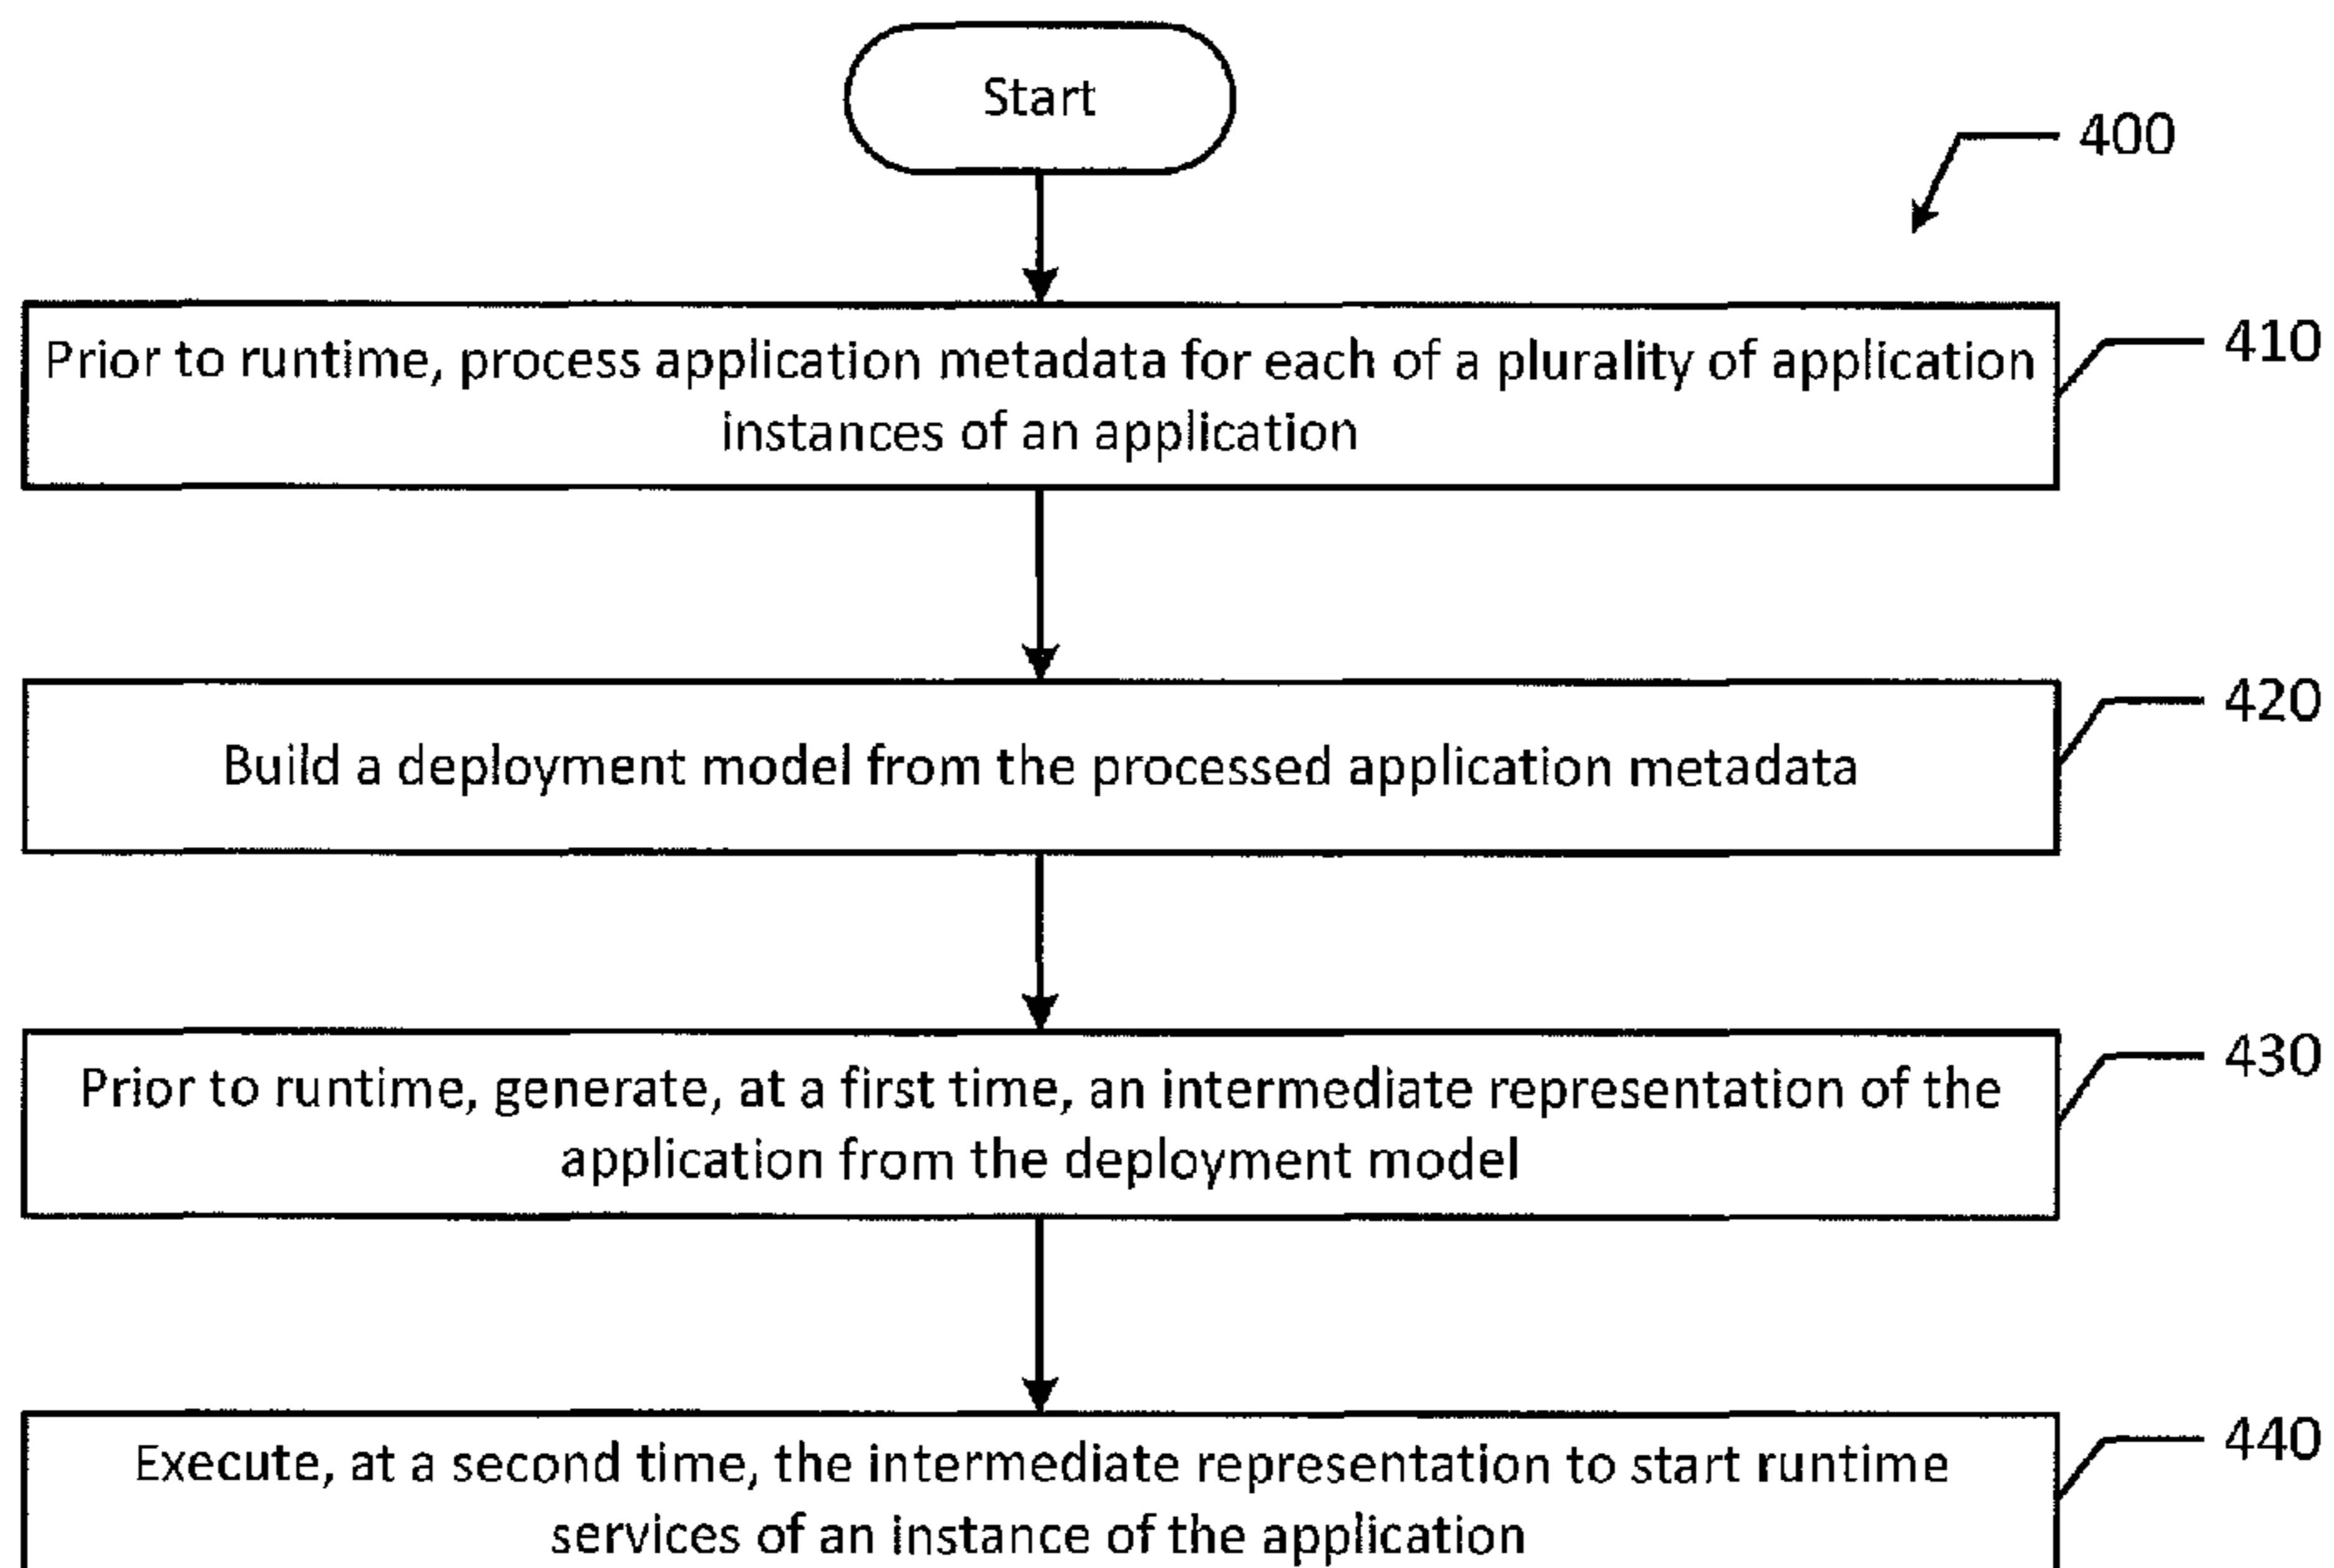 Start
400
Prior to runtime, process application metadata for each of a plurality of application
instances of an application
410
Build a deployment model from the processed application metadata
420
Prior to runtime, generate, at a first time, an intermediate representation of the
application from the deployment model
430
Execute, at a second time, the intermediate representation to start runtime
services of an instance of the application
440